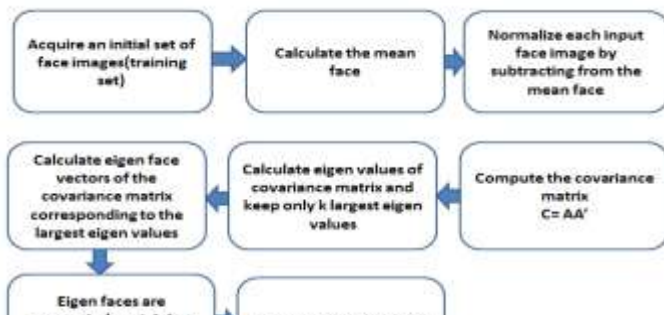 Acquire an initial set of
face images(training
set)
Calculate the mean
face
Normalize each input
face image by
subtracting from the
mean face
Calculate eigen face
vectors of the
covariance matrix
corresponding to the
largest eigen values
Calculate eigen values of
covariance matrix and
keep only k largest eigen
values
Compute the covariance
matrix
C= AA'
Eigen faces are